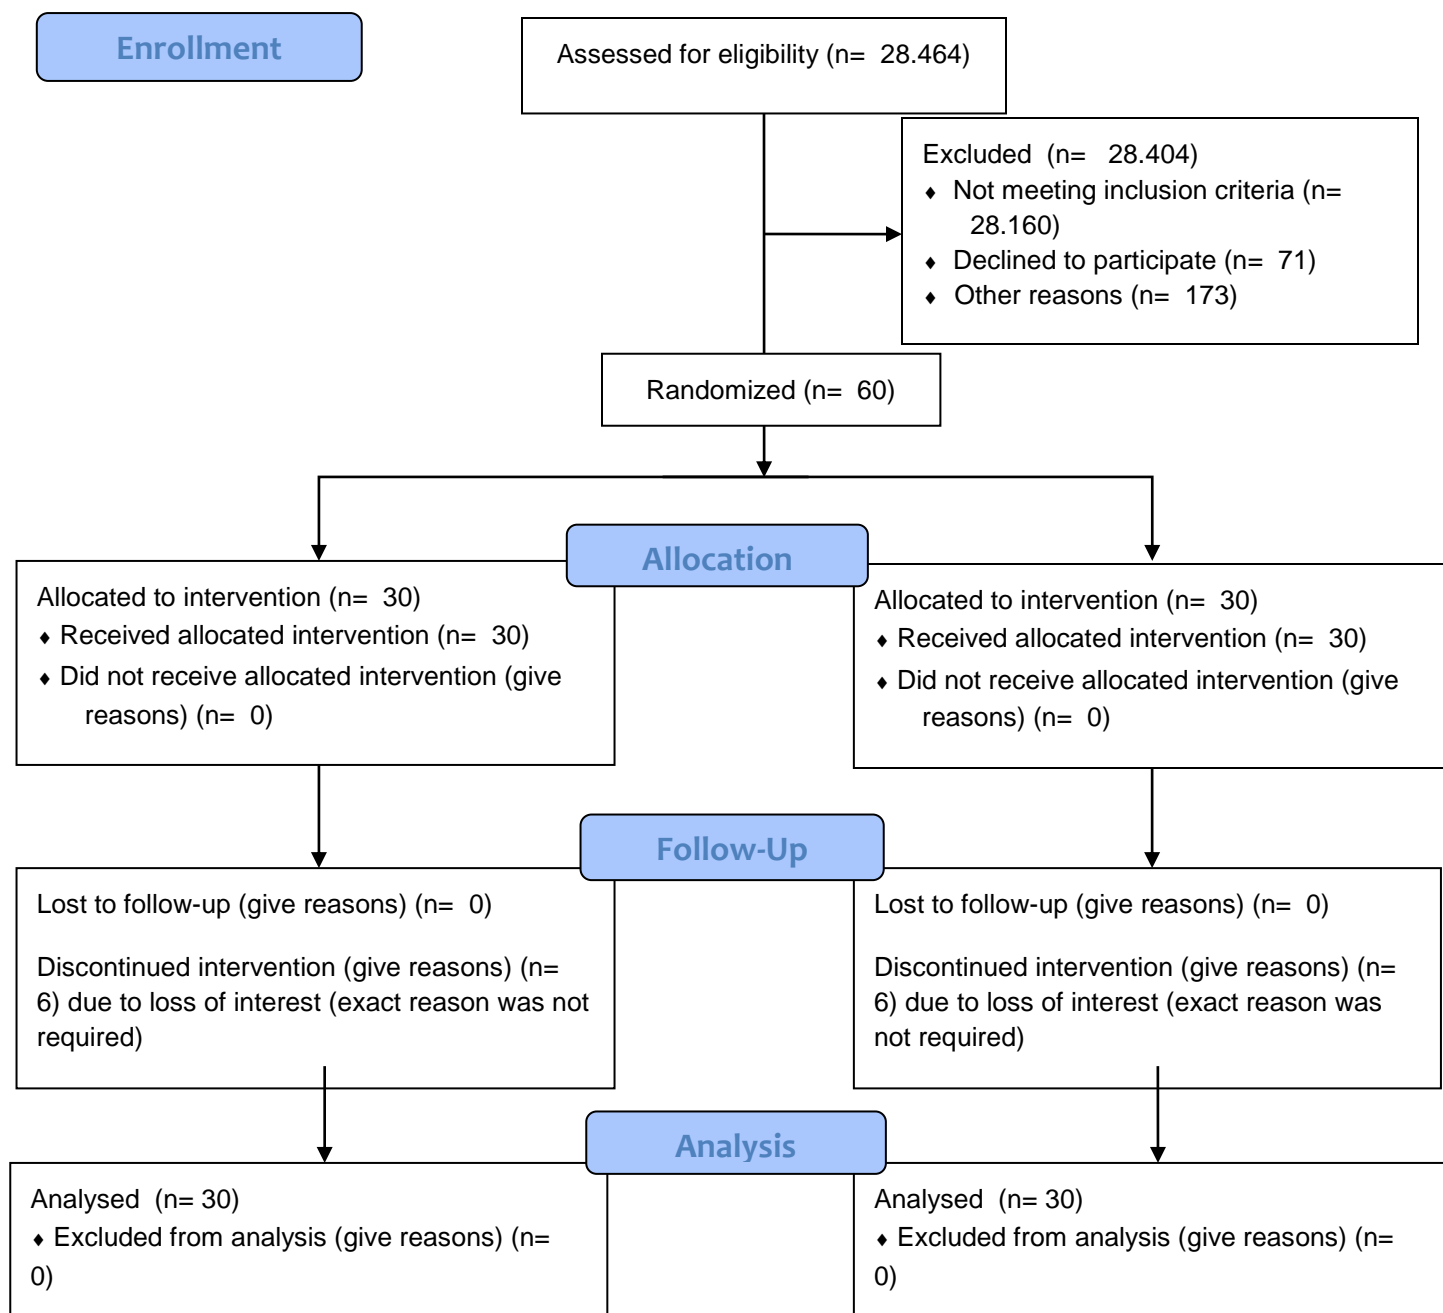 Enrollment
Assessed for eligibility (n=  28.464)
Excluded  (n=   28.404)
♦ Not meeting inclusion criteria (n=
28.160)
♦ Declined to participate (n=  71)
♦ Other reasons (n=  173)
Randomized (n=  60)
Allocation
Allocated to intervention (n=  30)
♦ Received allocated intervention (n=  30)
♦ Did not receive allocated intervention (give
reasons) (n=  0)
Allocated to intervention (n=  30)
♦ Received allocated intervention (n=  30)
♦ Did not receive allocated intervention (give
reasons) (n=  0)
Follow-Up
Lost to follow-up (give reasons) (n=  0)
Discontinued intervention (give reasons) (n=
6) due to loss of interest (exact reason was not
required)
Lost to follow-up (give reasons) (n=  0)
Discontinued intervention (give reasons) (n=
6) due to loss of interest (exact reason was
not required)
Analysis
Analysed  (n= 30)
♦ Excluded from analysis (give reasons) (n=
0)
Analysed  (n= 30)
♦ Excluded from analysis (give reasons) (n=
0)